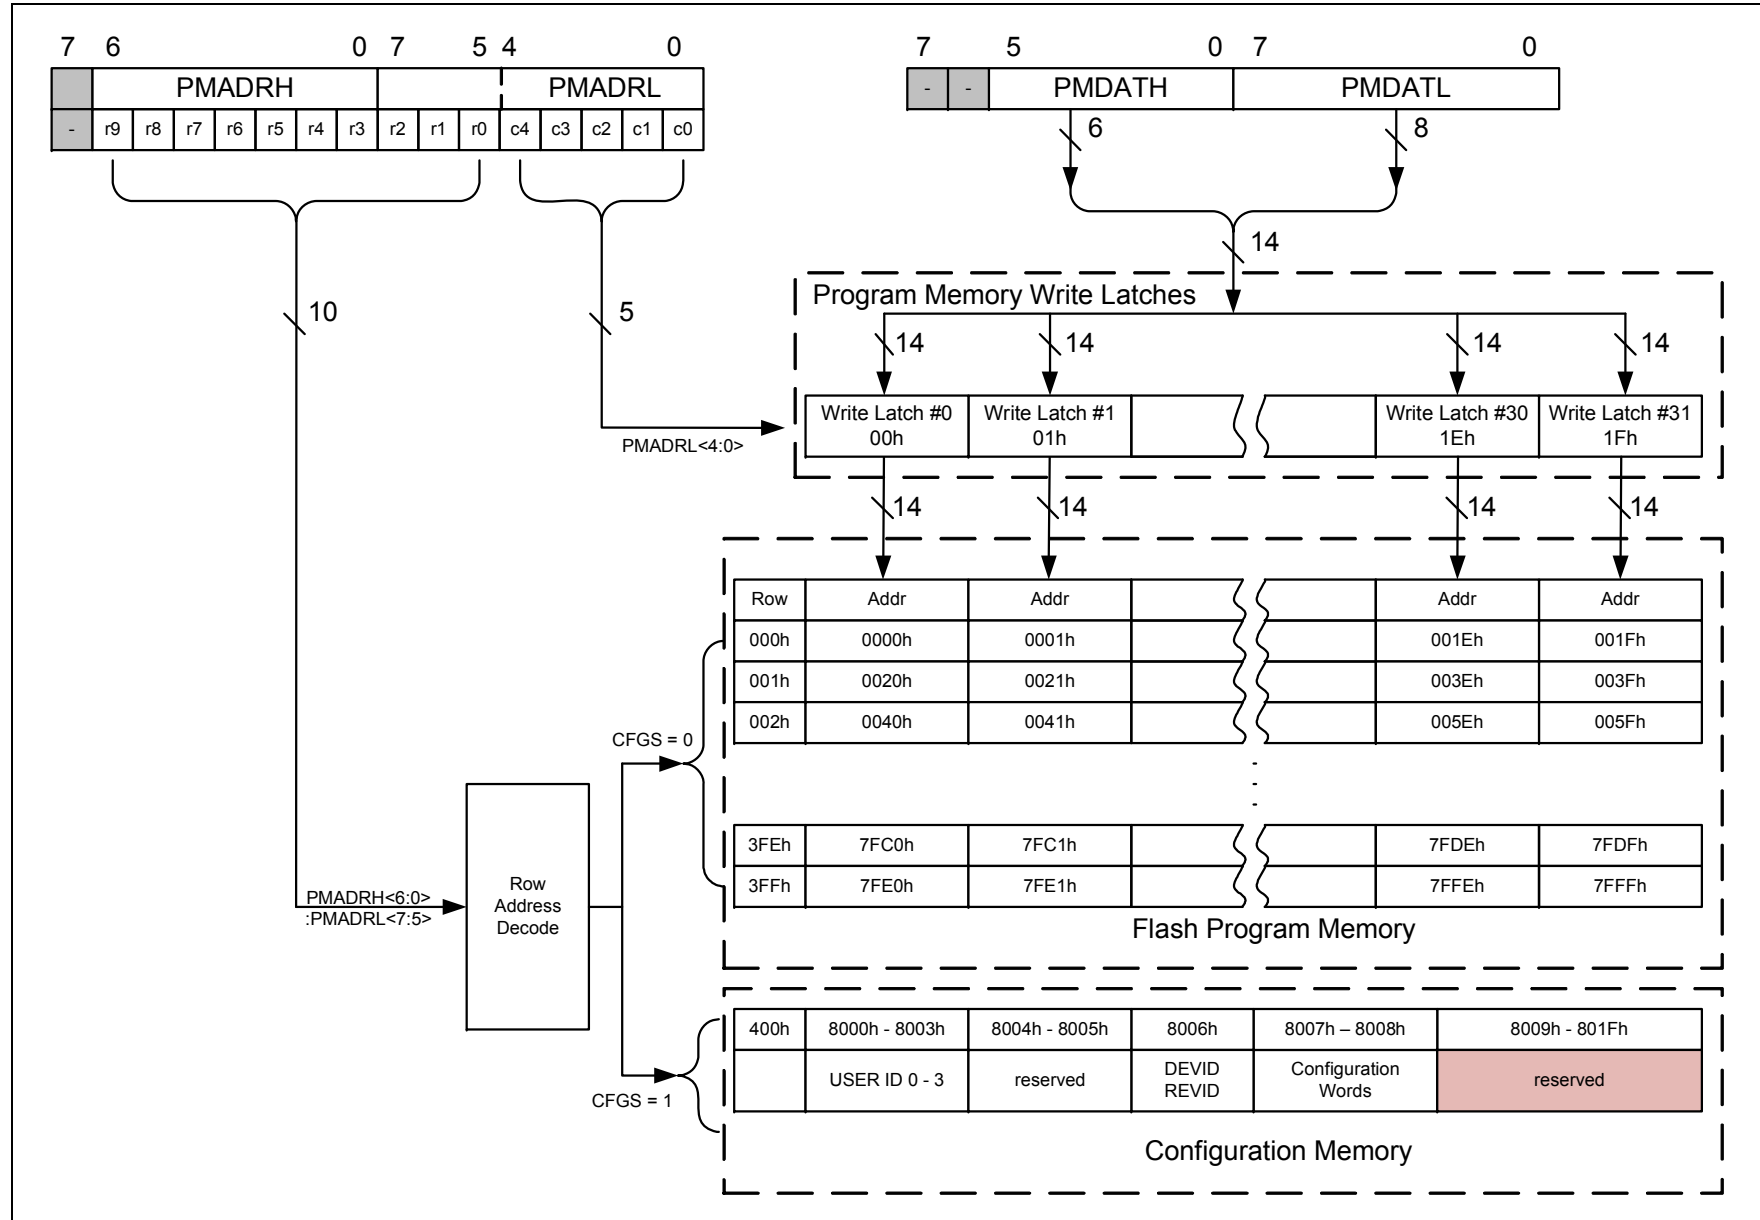 7 6 0 7 5 4 0
PMADRH PMADRL
- r9 r8 r7 r6 r5 r4 r3 r2 r1 r0 c4 c3 c2 c1 c0
7 5 0 7 0
- - PMDATH PMDATL
6 8
14
10
5
PMADRL<4:0>
Program Memory Write Latches
14 14 14 14
Write Latch #0 Write Latch #1 Write Latch #30 Write Latch #31
00h 01h 1Eh 1Fh
14 14 14 14
Row Addr Addr Addr Addr
000h 0000h 0001h 001Eh 001Fh
001h 0020h 0021h 003Eh 003Fh
002h 0040h 0041h 005Eh 005Fh
CFGS = 0
3FEh 7FC0h 7FC1h 7FDEh 7FDFh
3FFh 7FE0h 7FE1h 7FFEh 7FFFh
Flash Program Memory
PMADRH<6:0>
:PMADRL<7:5>
Row
Address
Decode
CFGS = 1
400h 8000h - 8003h 8004h - 8005h 8006h 8007h – 8008h 8009h - 801Fh
USER ID 0 - 3 reserved DEVID Configuration reserved
REVID Words
Configuration Memory